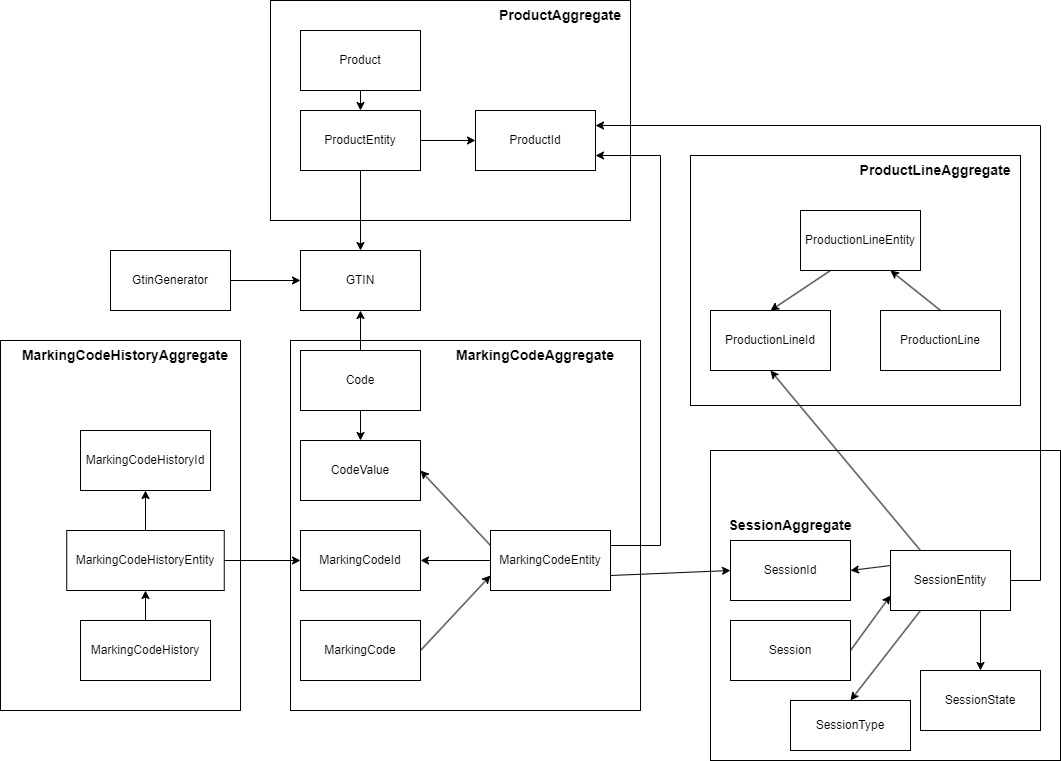 ProductAggregate
Product
ProductEntity
ProductId
ProductLineAggregate
ProductionLineEntity
ProductionLineId
ProductionLine
GtinGenerator
GTIN
MarkingCodeHistoryAggregate
MarkingCodeHistoryId
MarkingCodeHistoryEntity
MarkingCodeHistory
MarkingCodeAggregate
Code
CodeValue
MarkingCodeId
MarkingCodeEntity
MarkingCode
SessionAggregate
SessionId
SessionEntity
Session
SessionState
SessionType